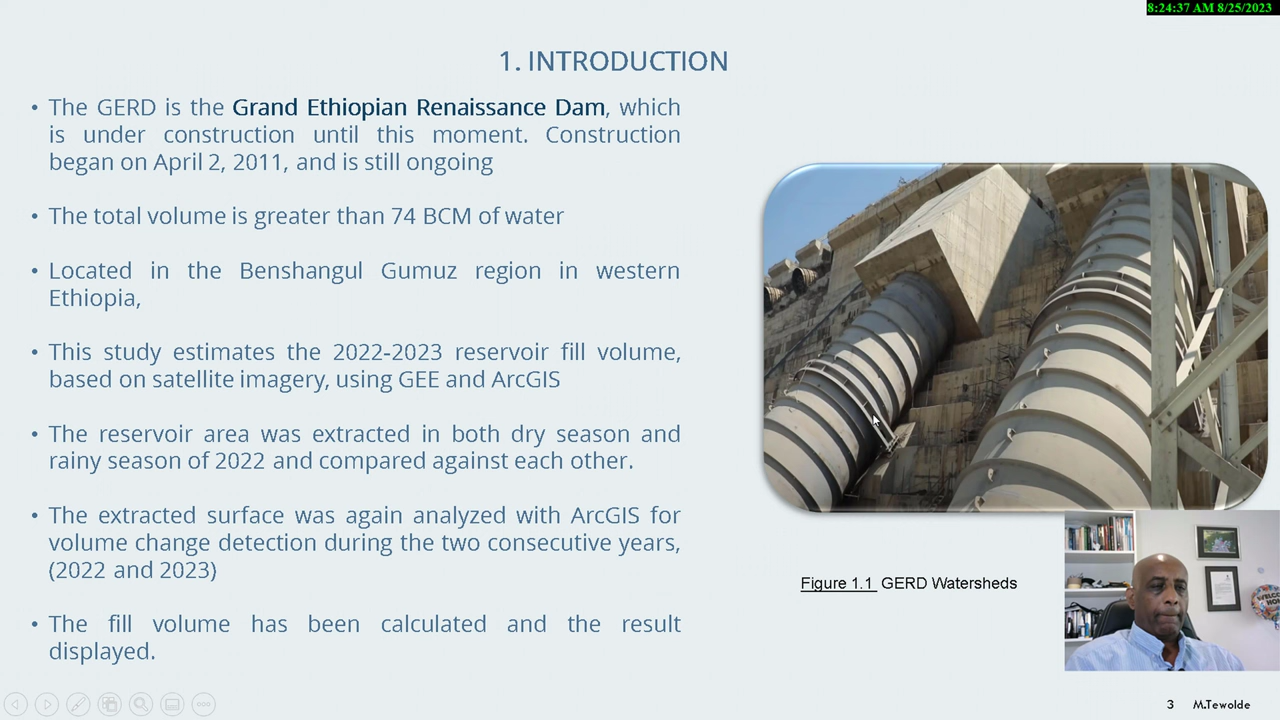 8:24:37 AM 8/25/2023
1. INTRODUCTION
• The GERD is the Grand Ethiopian Renaissance Dam, which
is under construction until this moment. Construction
began on April 2, 2011, and is still ongoing
• The total volume is greater than 74 BCM of water
• Located in the Benshangul Gumuz region in western
Ethiopia,
• This study estimates the 2022-2023 reservoir fill volume,
based on satellite imagery, using GEE and ArcGIS
• The reservoir area was extracted in both dry season and
rainy season of 2022 and compared against each other.
• The extracted surface was again analyzed with ArcGIS for
volume change detection during the two consecutive years,
(2022 and 2023)
• The fill volume has been calculated and the result
displayed.
Figure 1.1 GERD Watersheds
3 M.Tewolde